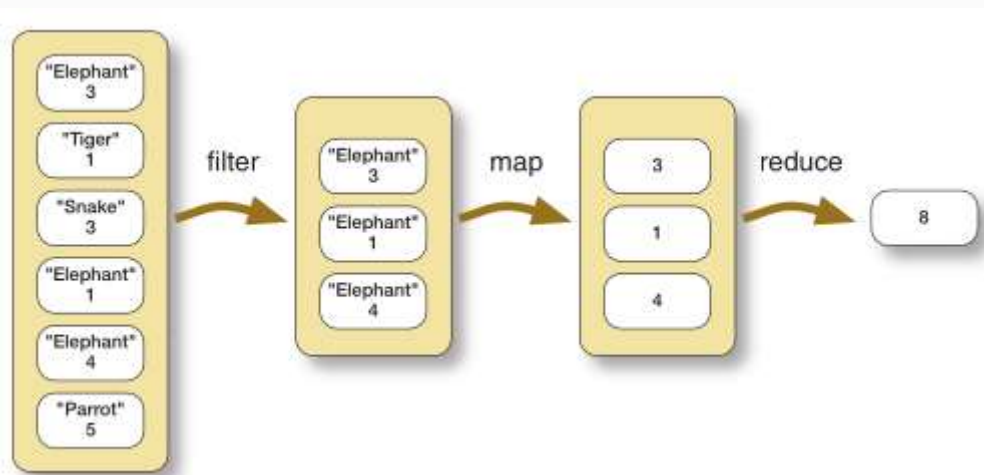 "Elephant"
3
"Tiger"
1
"Snake"
3
"Elephant"
1
"Elephant"
4
"Parrot"
5
filter
"Elephant"
3
"Elephant"
1
"Elephant"
4
map
3
1
4
reduce
8